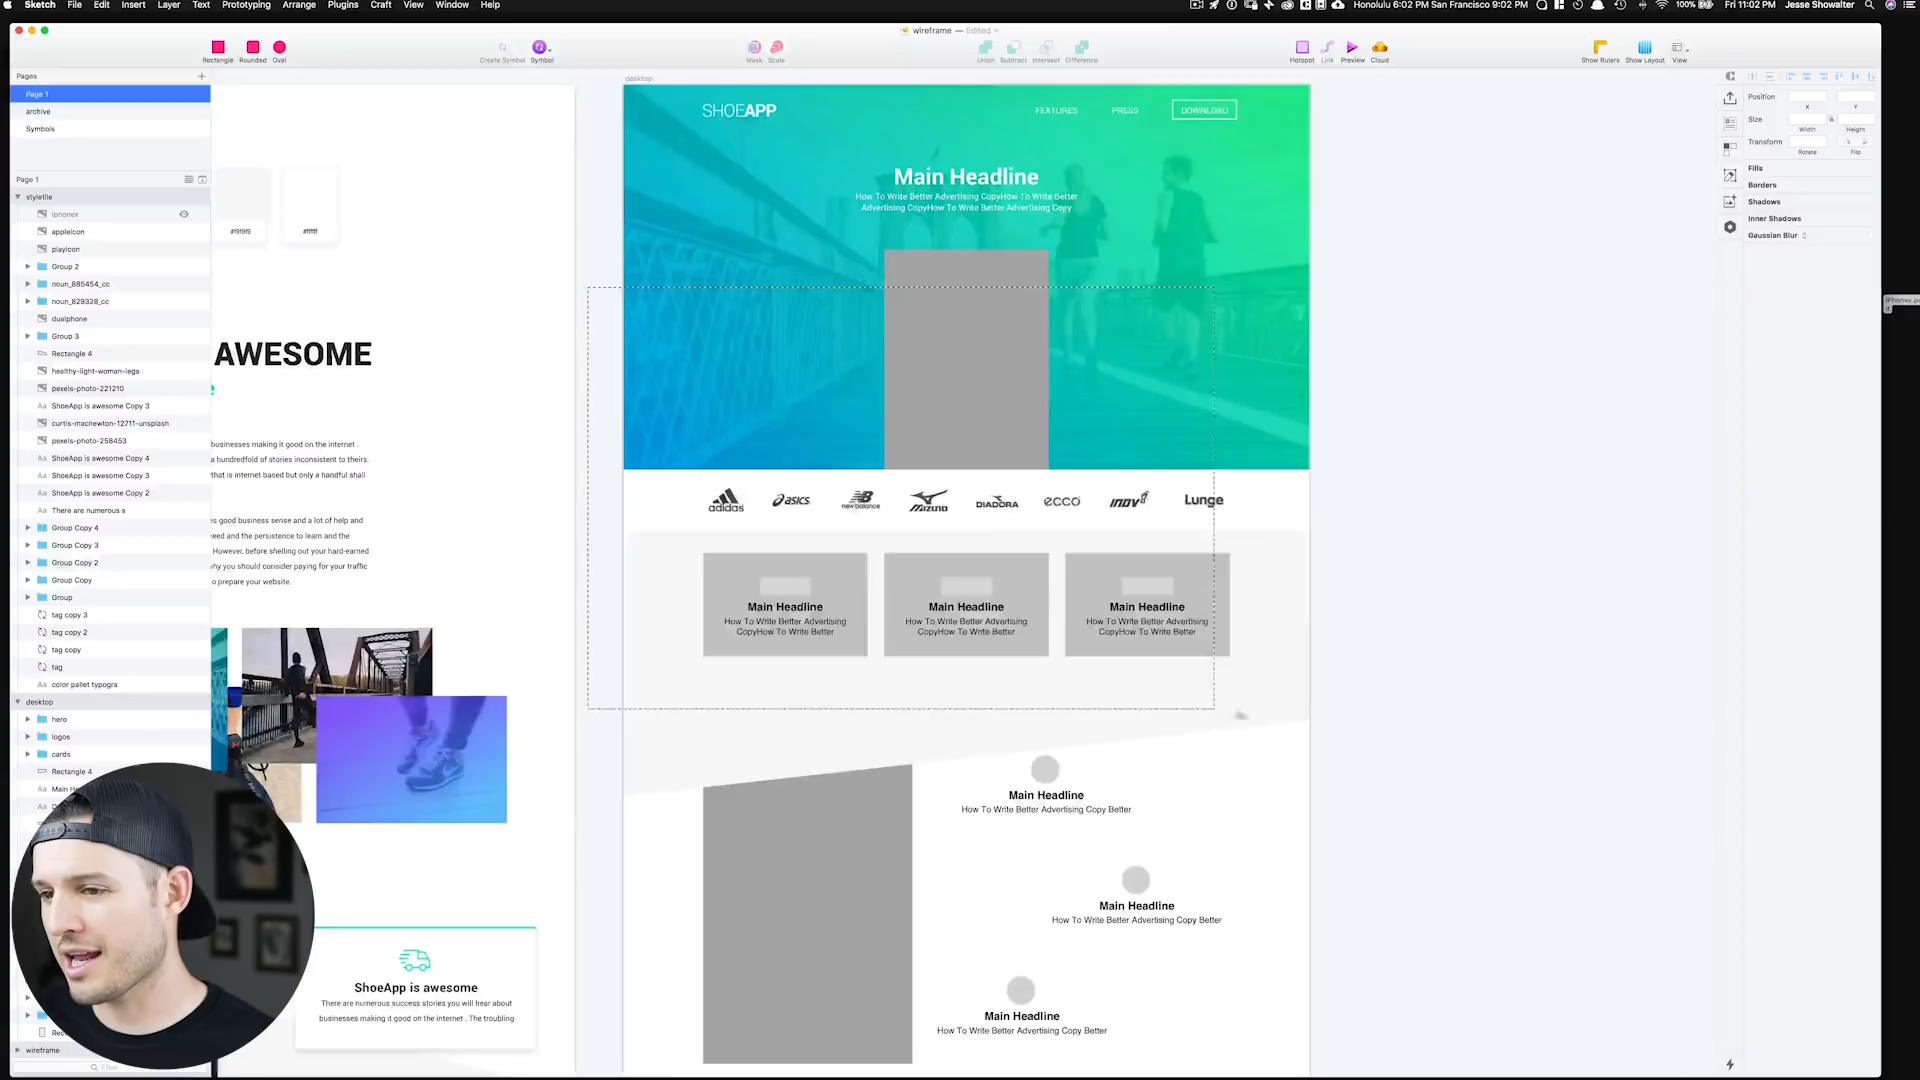 Sketch File Edit Insert Layer Text Prototyping Arrange Plugins Craft View Window Help
Honolulu 6:02 PM San Francisco 9:02 PM
100%
Fri 11:02 PM Jesse Showalter
wireframe — Edited
Rectangle Rounded Oval
Create Symbol Symbol
Mask Scale
Union Subtract Intersect Difference
Hotspot Link Preview Cloud
Show Rulers Show Layout View
Pages
Page 1
archive
Symbols
Page 1
styletile
iphonex
appleicon
playicon
Group 2
noun_885454_cc
noun_829328_cc
dualphone
Group 3
Rectangle 4
healthy-light-woman-legs
pexels-photo-221210
ShoeApp is awesome Copy 3
curtis-macnewton-12711-unsplash
pexels-photo-258453
ShoeApp is awesome Copy 4
ShoeApp is awesome Copy 3
ShoeApp is awesome Copy 2
There are numerous s
Group Copy 4
Group Copy 3
Group Copy 2
Group Copy
Group
tag copy 3
tag copy 2
tag copy
tag
color pallet typogra
desktop
hero
logos
cards
Rectangle 4
Main He
wireframe
#f9f9f9
#ffffff
AWESOME
businesses making it good on the internet .
a hundredfold of stories inconsistent to theirs.
that is internet based but only a handful shall
es good business sense and a lot of help and
need and the persistence to learn and the
However, before shelling out your hard-earned
why you should consider paying for your traffic
to prepare your website.
ShoeApp is awesome
There are numerous success stories you will hear about
businesses making it good on the internet . The troubling
desktop
SHOEAPP
FEATURES
PRESS
DOWNLOAD
Main Headline
How To Write Better Advertising CopyHow To Write Better
Advertising CopyHow To Write Better Advertising Copy
adidas
asics
new balance
MIZUNO
DIADORA
ecco
inov8
Lunge
Main Headline
How To Write Better Advertising
CopyHow To Write Better
Main Headline
How To Write Better Advertising
CopyHow To Write Better
Main Headline
How To Write Better Advertising
CopyHow To Write Better
Main Headline
How To Write Better Advertising Copy Better
Main Headline
How To Write Better Advertising Copy Better
Main Headline
How To Write Better Advertising Copy Better
Position
X
Y
Size
Width
Height
Transform
Rotate
Flip
Fills
Borders
Shadows
Inner Shadows
Gaussian Blur